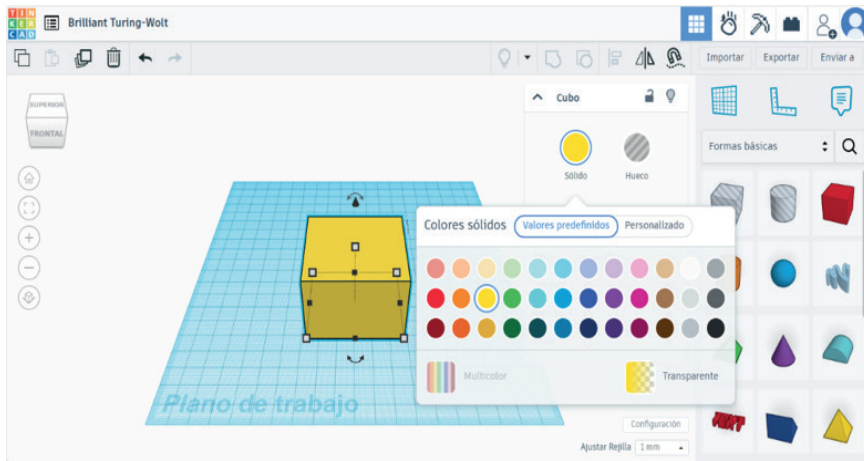 TIN
KER
CAD
Brilliant Turing-Wolt
Importar
Exportar
Enviar a
SUPERIOR
FRONTAL
Cubo
Sólido
Hueco
Formas básicas
Colores sólidos
Valores predefinidos
Personalizado
Multicolor
Transparente
Plano de trabajo
Configuración
Ajustar Rejilla
1 mm